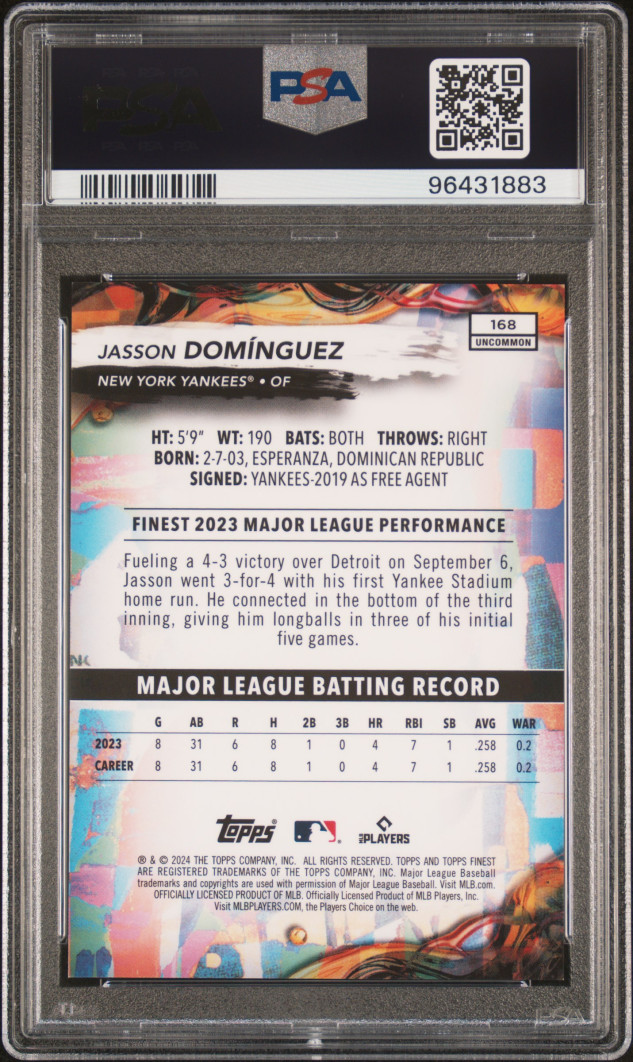 PSA
PSA
96431883
168
UNCOMMON
JASSON DOMÍNGUEZ
NEW YORK YANKEES® • OF
HT: 5'9" WT: 190 BATS: BOTH THROWS: RIGHT
BORN: 2-7-03, ESPERANZA, DOMINICAN REPUBLIC
SIGNED: YANKEES-2019 AS FREE AGENT
FINEST 2023 MAJOR LEAGUE PERFORMANCE
Fueling a 4-3 victory over Detroit on September 6,
Jasson went 3-for-4 with his first Yankee Stadium
home run. He connected in the bottom of the third
inning, giving him longballs in three of his initial
five games.
MAJOR LEAGUE BATTING RECORD
G AB R H 2B 3B HR RBI SB AVG WAR
2023 8 31 6 8 1 0 4 7 1 .258 0.2
CAREER 8 31 6 8 1 0 4 7 1 .258 0.2
Topps® MLB PLAYERS
® & © 2024 THE TOPPS COMPANY, INC. ALL RIGHTS RESERVED. TOPPS AND TOPPS FINEST
ARE REGISTERED TRADEMARKS OF THE TOPPS COMPANY, INC. Major League Baseball
trademarks and copyrights are used with permission of Major League Baseball. Visit MLB.com.
OFFICIALLY LICENSED PRODUCT OF MLB. Officially Licensed Product of MLB Players, Inc.
Visit MLBPLAYERS.COM, the Players Choice on the web.
PSA